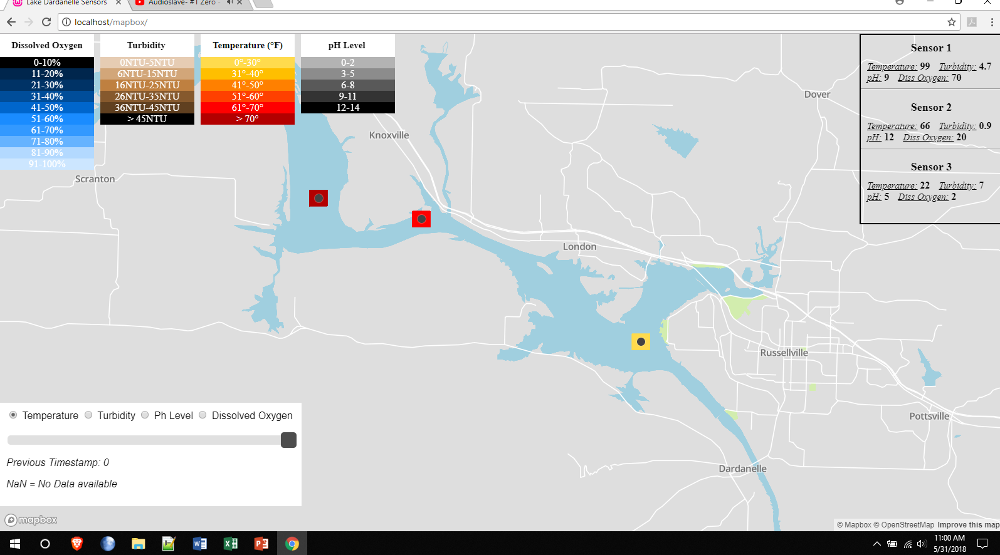 Lake Dardanelle Sensors
Audioslave- #1 Zero -
localhost/mapbox/
Dissolved Oxygen
0-10%
11-20%
21-30%
31-40%
41-50%
51-60%
61-70%
71-80%
81-90%
91-100%
Turbidity
0NTU-5NTU
6NTU-15NTU
16NTU-25NTU
26NTU-35NTU
36NTU-45NTU
> 45NTU
Temperature (°F)
0°-30°
31°-40°
41°-50°
51°-60°
61°-70°
> 70°
pH Level
0-2
3-5
6-8
9-11
12-14
Sensor 1
Temperature: 99 Turbidity: 4.7
pH: 9 Diss Oxygen: 70
Sensor 2
Temperature: 66 Turbidity: 0.9
pH: 12 Diss Oxygen: 20
Sensor 3
Temperature: 22 Turbidity: 7
pH: 5 Diss Oxygen: 2
Dover
Knoxville
Scranton
London
Russellville
Pottsville
Dardanelle
Temperature Turbidity Ph Level Dissolved Oxygen
Previous Timestamp: 0
NaN = No Data available
mapbox
© Mapbox © OpenStreetMap Improve this map
11:00 AM
5/31/2018